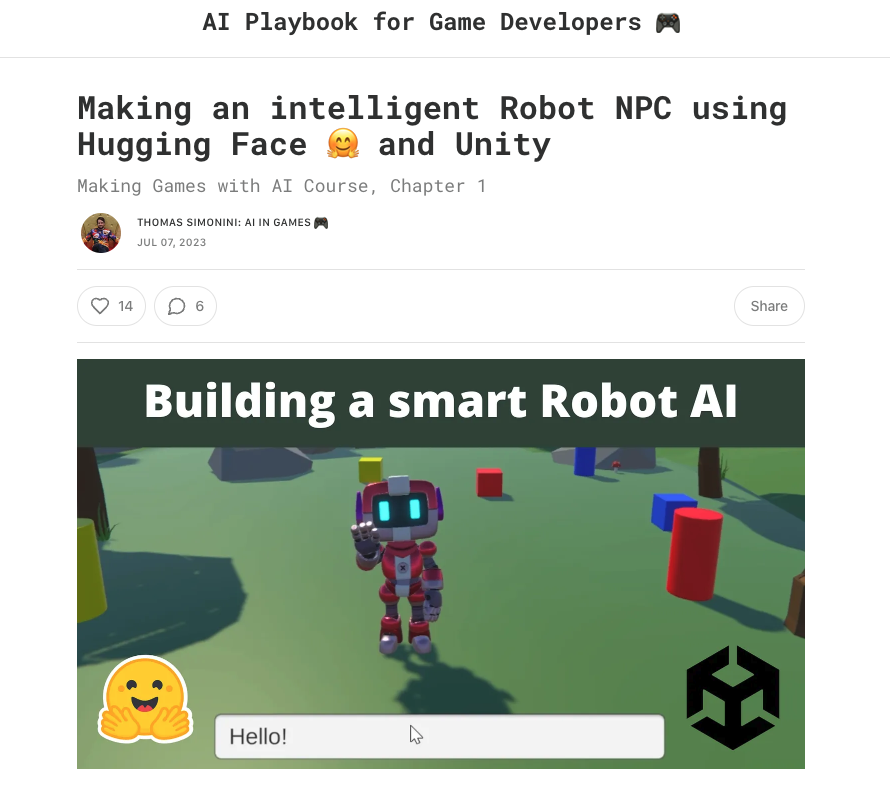 AI Playbook for Game Developers 🎮
Making an intelligent Robot NPC using
Hugging Face 🤗 and Unity
Making Games with AI Course, Chapter 1
THOMAS SIMONINI: AI IN GAMES 🎮
JUL 07, 2023
14
6
Share
Building a smart Robot AI
Hello!